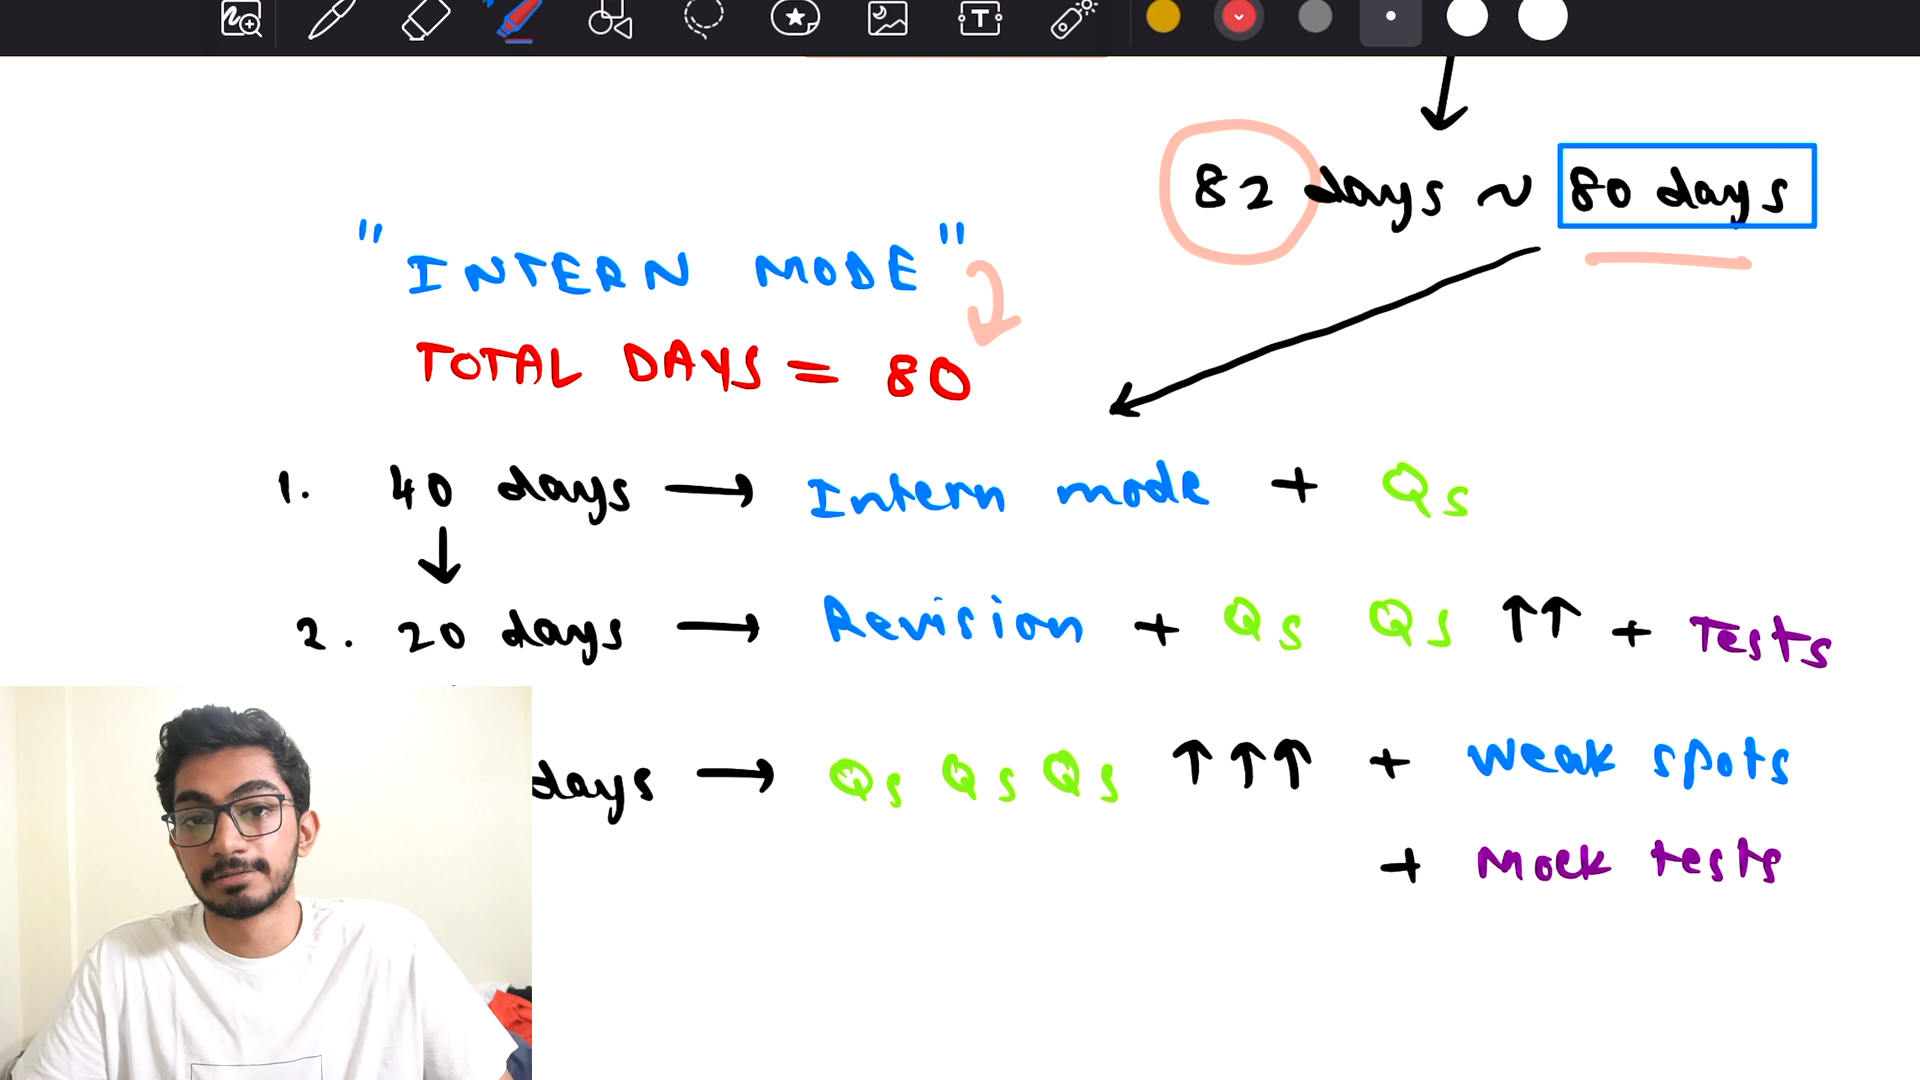 82 days ~ 80 days
"INTERN MODE"
TOTAL DAYS = 80
1. 40 days → Intern mode + Qs
↓
2. 20 days → Revision + Qs Qs ↑↑ + Tests
days → Qs Qs Qs ↑↑↑ + Weak spots
+ Mock tests